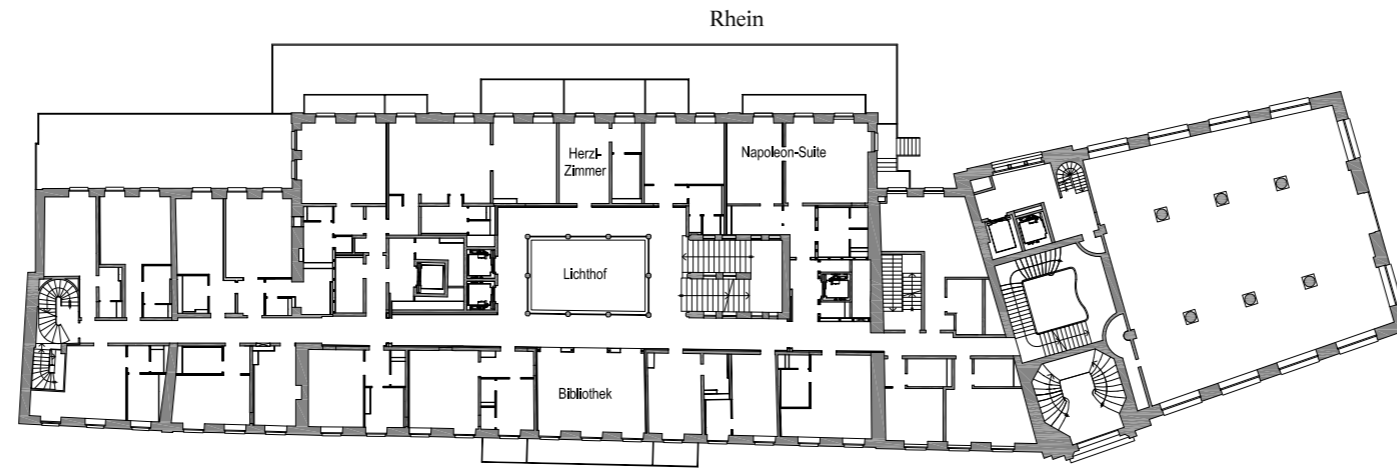 Rhein
Herzl-
Zimmer
Napoleon-Suite
Lichthof
Bibliothek